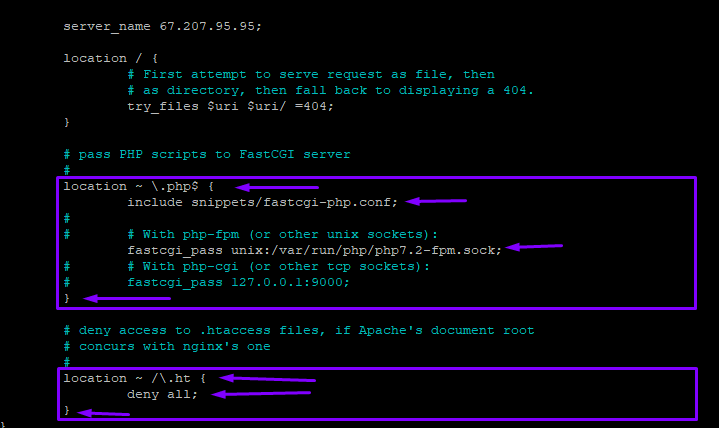 server_name 67.207.95.95;
location / {
# First attempt to serve request as file, then
# as directory, then fall back to displaying a 404.
try_files $uri $uri/ =404;
}
# pass PHP scripts to FastCGI server
#
location ~ \.php$ {
include snippets/fastcgi-php.conf;
#
# # With php-fpm (or other unix sockets):
fastcgi_pass unix:/var/run/php/php7.2-fpm.sock;
# # With php-cgi (or other tcp sockets):
# fastcgi_pass 127.0.0.1:9000;
}
# deny access to .htaccess files, if Apache's document root
# concurs with nginx's one
#
location ~ /\.ht {
deny all;
}
}